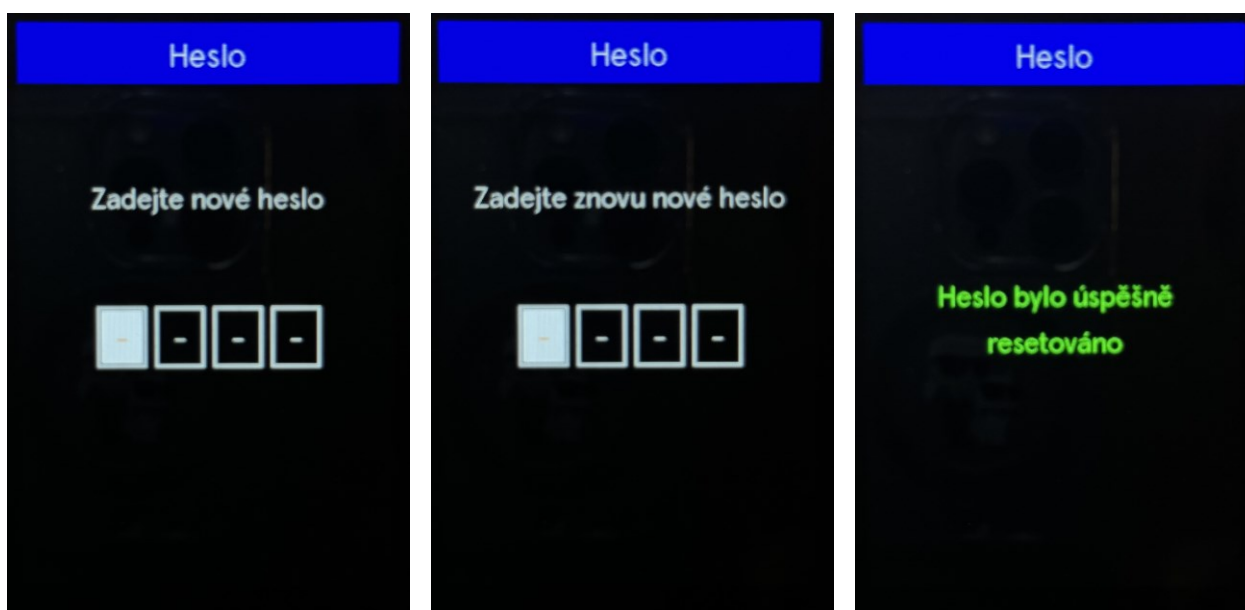 Heslo
Zadejte nové heslo
- - - -
Heslo
Zadejte znovu nové heslo
- - - -
Heslo
Heslo bylo úspěšně
resetováno